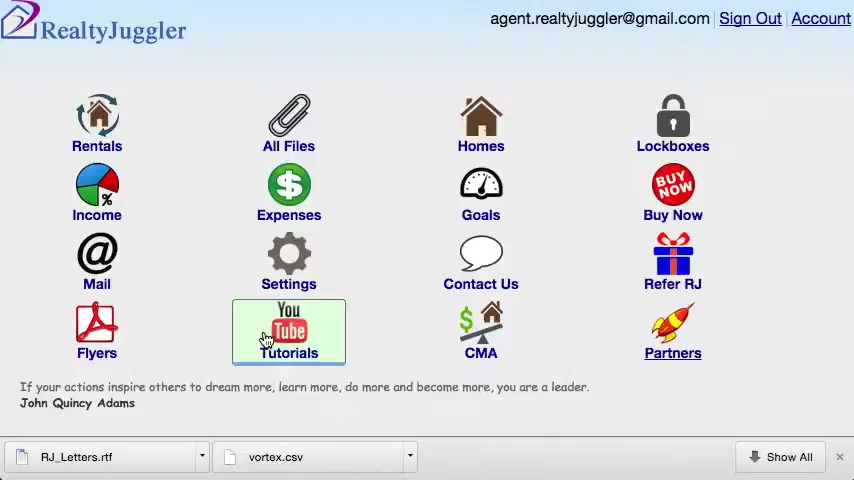 RealtyJuggler
agent.realtyjuggler@gmail.com | Sign Out | Account
Rentals
All Files
Homes
Lockboxes
%
$
BUY NOW
Income
Expenses
Goals
Buy Now
@
Mail
Settings
Contact Us
Refer RJ
You
Tube
$
Flyers
Tutorials
CMA
Partners
If your actions inspire others to dream more, learn more, do more and become more, you are a leader.
John Quincy Adams
RJ_Letters.rtf
vortex.csv
Show All